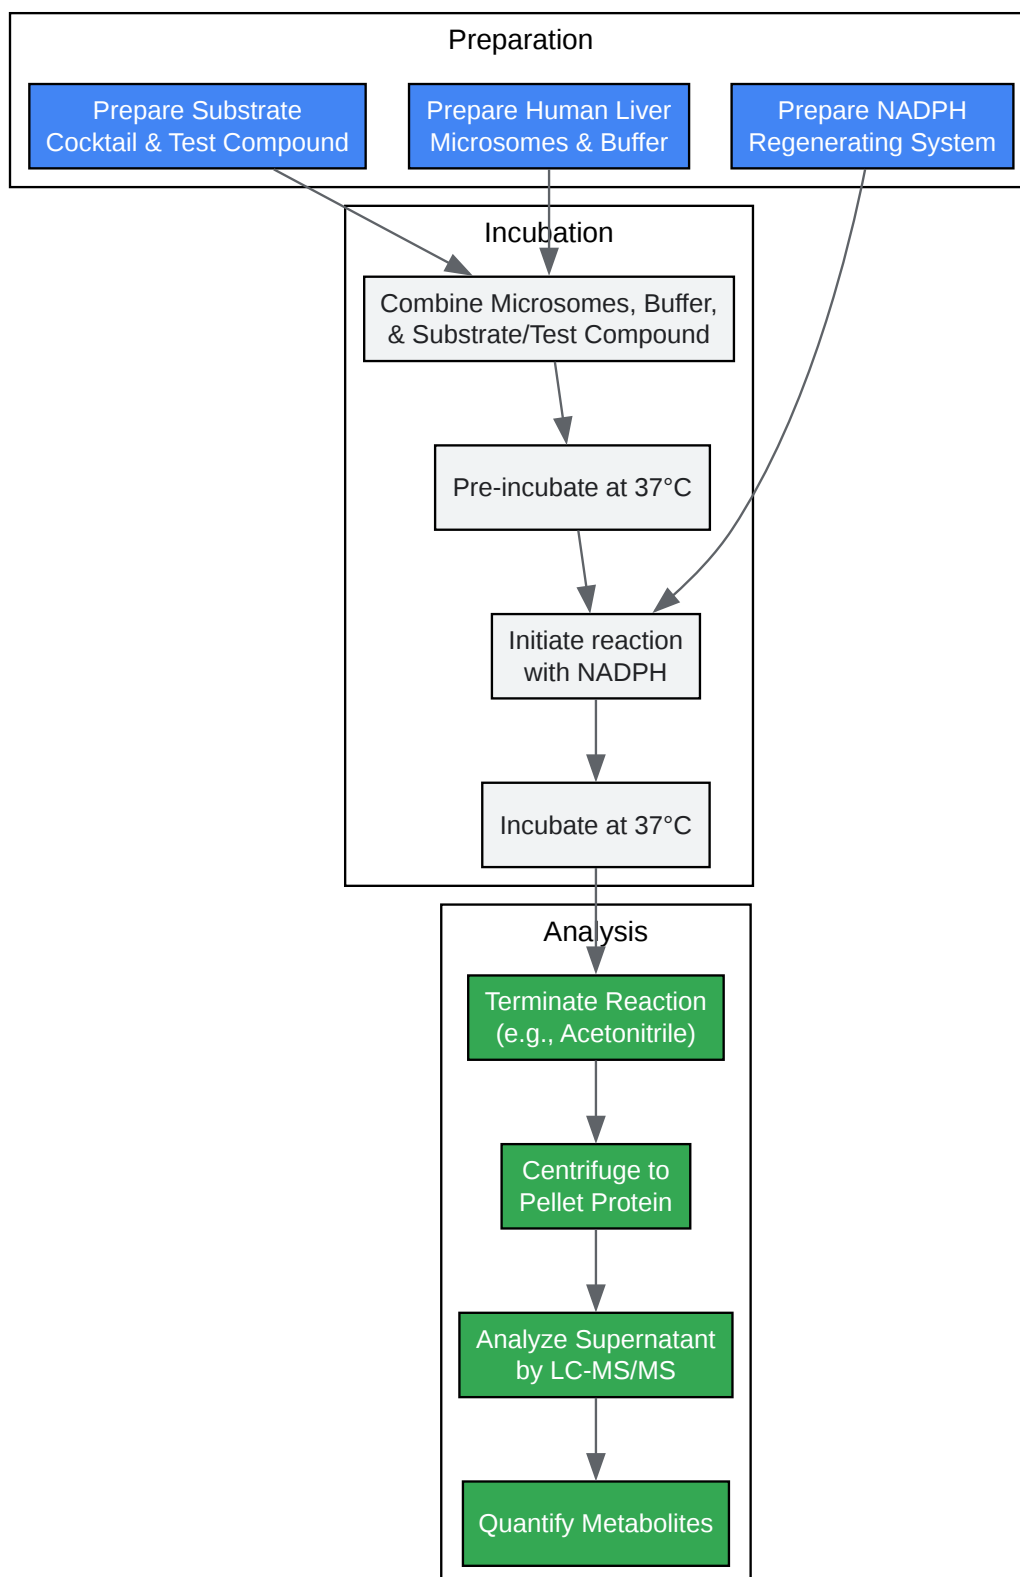 Preparation
Prepare Substrate
Cocktail & Test Compound
Prepare Human Liver
Microsomes & Buffer
Prepare NADPH
Regenerating System
Incubation
Combine Microsomes, Buffer,
& Substrate/Test Compound
Pre-incubate at 37°C
Initiate reaction
with NADPH
Incubate at 37°C
Analysis
Terminate Reaction
(e.g., Acetonitrile)
Centrifuge to
Pellet Protein
Analyze Supernatant
by LC-MS/MS
Quantify Metabolites